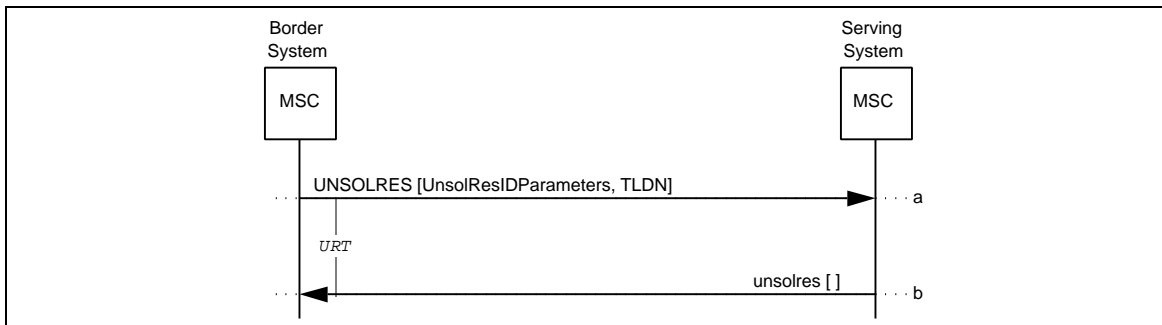 Border
System
Serving
System
MSC
MSC
UNSOLRES [UnsolResIDParameters, TLDN]
a
URT
unsolres [ ]
b